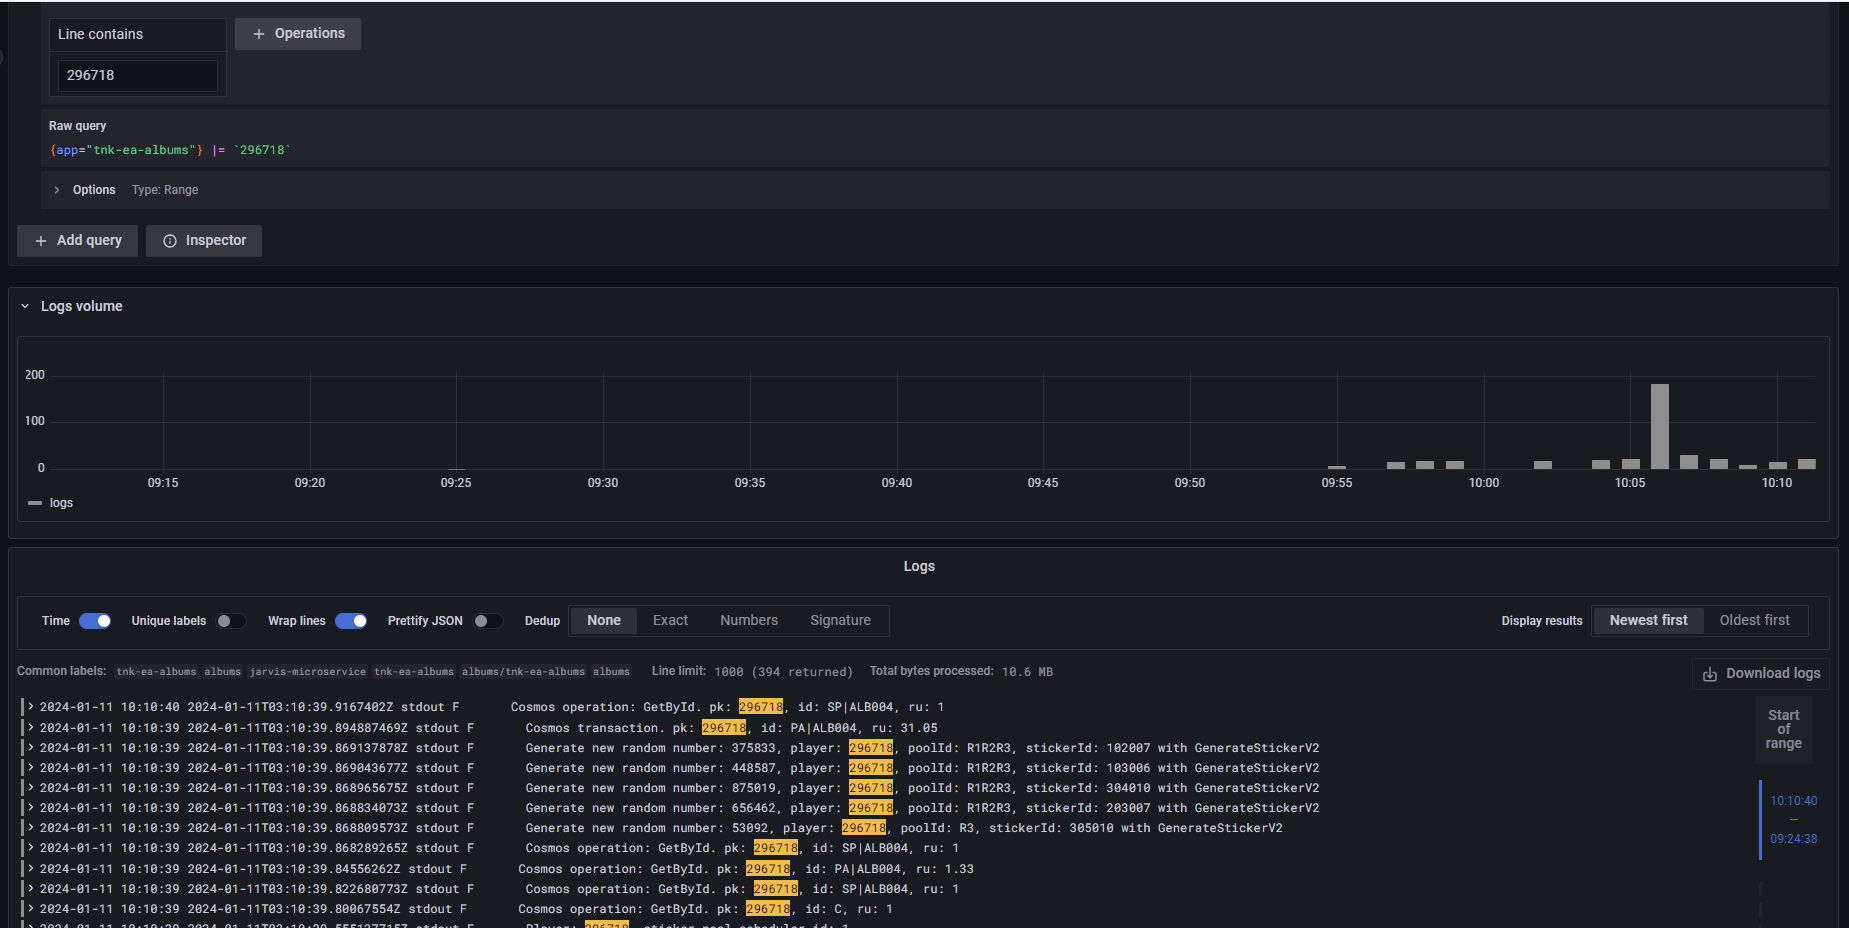 Line contains
+ Operations
296718
Raw query
{app="tnk-ea-albums"} |= `296718`
Options Type: Range
+ Add query
Inspector
Logs volume
200
100
0
09:15 09:20 09:25 09:30 09:35 09:40 09:45 09:50 09:55 10:00 10:05 10:10
logs
Logs
Time Unique labels Wrap lines Prettify JSON Dedup None Exact Numbers Signature Display results Newest first Oldest first
Common labels: tnk-ea-albums albums jarvis-microservice tnk-ea-albums albums/tnk-ea-albums albums Line limit: 1000 (394 returned) Total bytes processed: 10.6 MB
Download logs
2024-01-11 10:10:40 2024-01-11T03:10:39.9167402Z stdout F Cosmos operation: GetById. pk: 296718, id: SP|ALB004, ru: 1
2024-01-11 10:10:39 2024-01-11T03:10:39.894887469Z stdout F Cosmos transaction. pk: 296718, id: PA|ALB004, ru: 31.05
2024-01-11 10:10:39 2024-01-11T03:10:39.869137878Z stdout F Generate new random number: 375833, player: 296718, poolId: R1R2R3, stickerId: 102007 with GenerateStickerV2
2024-01-11 10:10:39 2024-01-11T03:10:39.869043677Z stdout F Generate new random number: 448587, player: 296718, poolId: R1R2R3, stickerId: 103006 with GenerateStickerV2
2024-01-11 10:10:39 2024-01-11T03:10:39.868965675Z stdout F Generate new random number: 875019, player: 296718, poolId: R1R2R3, stickerId: 304010 with GenerateStickerV2
2024-01-11 10:10:39 2024-01-11T03:10:39.868834073Z stdout F Generate new random number: 656462, player: 296718, poolId: R1R2R3, stickerId: 203007 with GenerateStickerV2
2024-01-11 10:10:39 2024-01-11T03:10:39.868809573Z stdout F Generate new random number: 53092, player: 296718, poolId: R3, stickerId: 305010 with GenerateStickerV2
2024-01-11 10:10:39 2024-01-11T03:10:39.868289265Z stdout F Cosmos operation: GetById. pk: 296718, id: SP|ALB004, ru: 1
2024-01-11 10:10:39 2024-01-11T03:10:39.84556262Z stdout F Cosmos operation: GetById. pk: 296718, id: PA|ALB004, ru: 1.33
2024-01-11 10:10:39 2024-01-11T03:10:39.822680773Z stdout F Cosmos operation: GetById. pk: 296718, id: SP|ALB004, ru: 1
2024-01-11 10:10:39 2024-01-11T03:10:39.80067554Z stdout F Cosmos operation: GetById. pk: 296718, id: C, ru: 1
Start
of
range
10:10:40
—
09:24:38